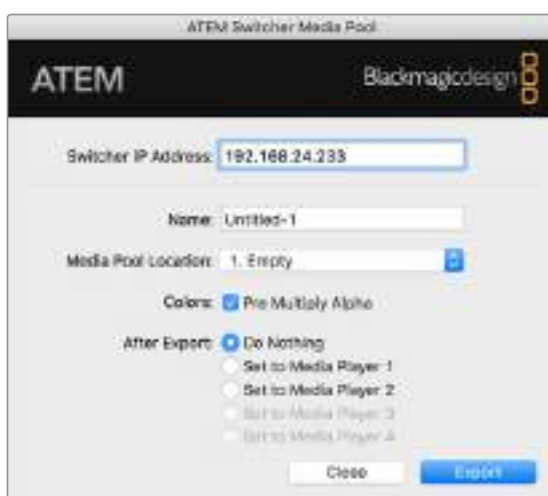 ATEM Switcher Media Pool
ATEM Blackmagicdesign
Switcher IP Address: 192.168.24.233
Name: Untitled-1
Media Pool Location: 1. Empty
Colors: Pre Multiply Alpha
After Export: Do Nothing
Set to Media Player 1
Set to Media Player 2
Set to Media Player 3
Set to Media Player 4
Close Export